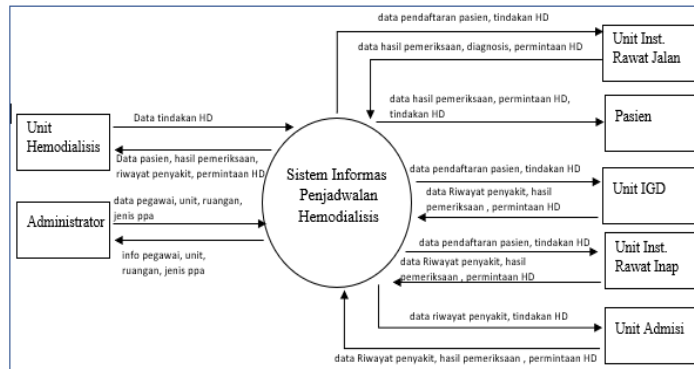 data pendaftaran pasien, tindakan HD
Unit Inst.
Rawat Jalan
data hasil pemeriksaan, diagnosis, permintaan HD
data hasil pemeriksaan, permintaan HD,
tindakan HD
Pasien
Unit
Hemodialisis
Data tindakan HD
Data pasien, hasil pemeriksaan,
riwayat penyakit, permintaan HD
Sistem Informas
Penjadwalan
Hemodialisis
data pendaftaran pasien, tindakan HD
Unit IGD
data Riwayat penyakit, hasil
pemeriksaan , permintaan HD
Administrator
data pegawai, unit, ruangan,
jenis ppa
info pegawai, unit,
ruangan, jenis ppa
data pendaftaran pasien, tindakan HD
Unit Inst.
Rawat Inap
data Riwayat penyakit, hasil
pemeriksaan , permintaan HD
data riwayat penyakit, tindakan HD
Unit Admisi
data Riwayat penyakit, hasil pemeriksaan , permintaan HD